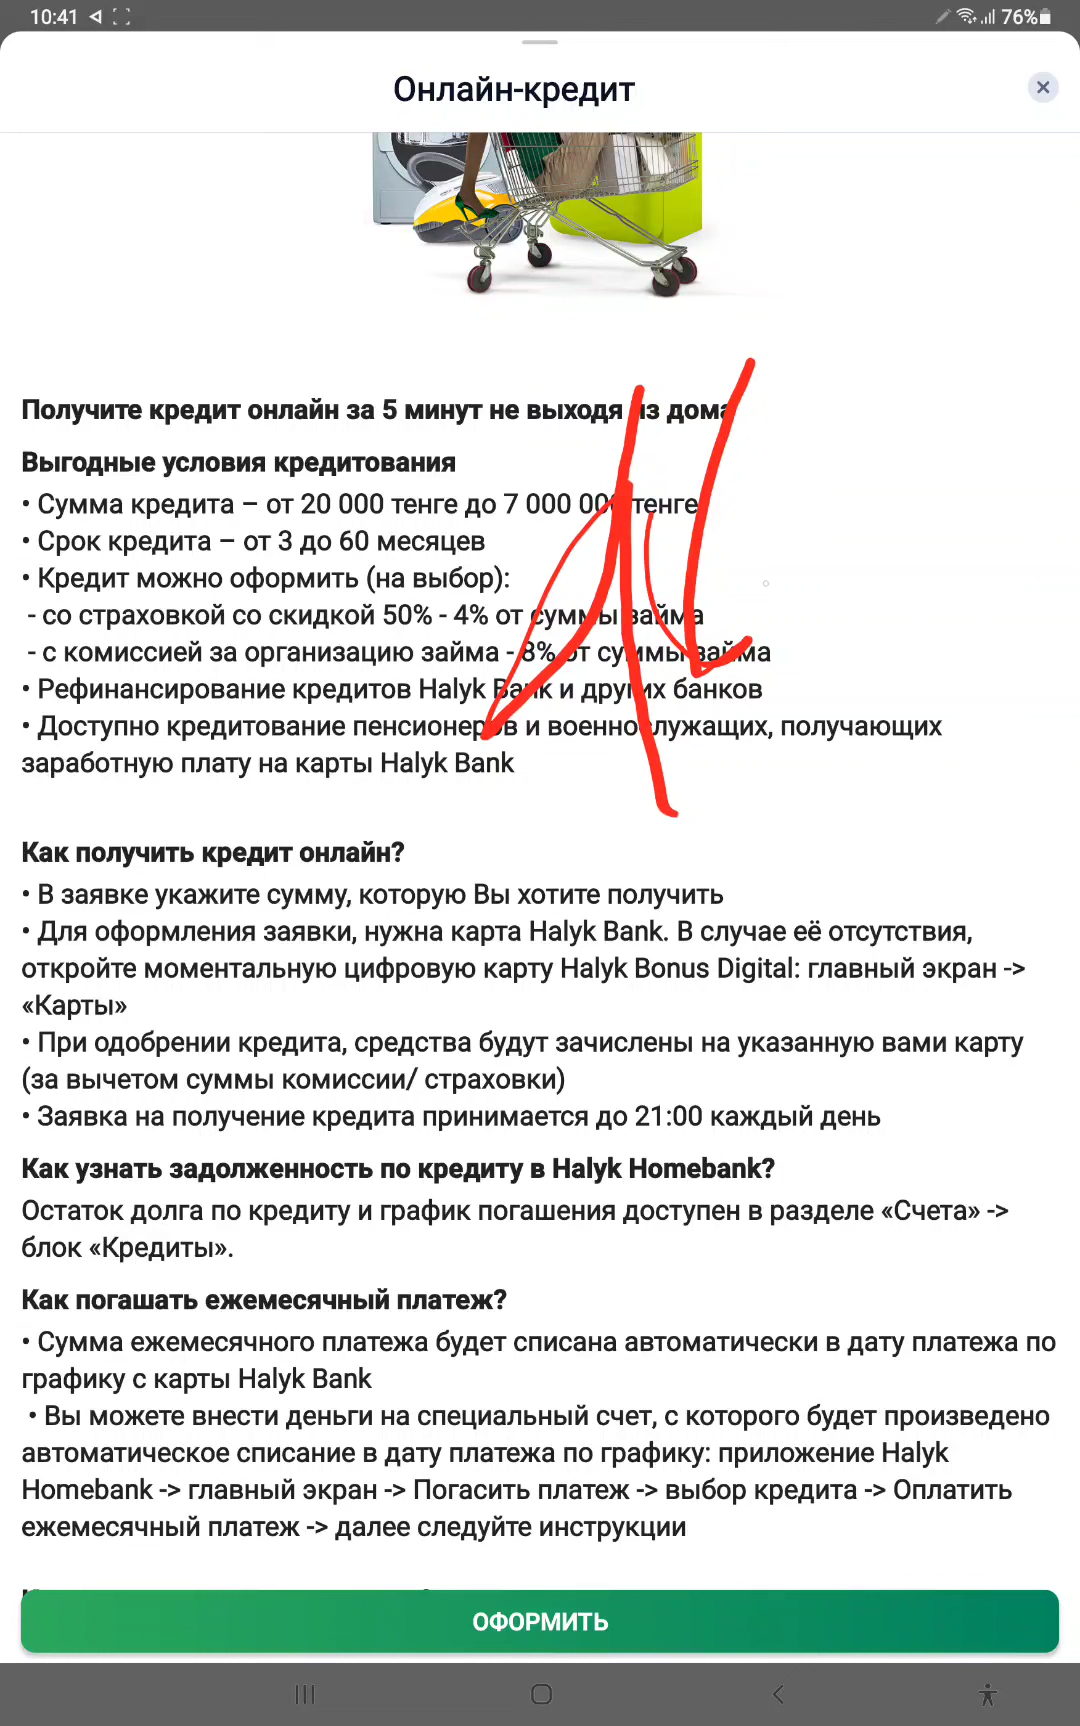 10:41
76%
Онлайн-кредит
Получите кредит онлайн за 5 минут не выходя из дома
Выгодные условия кредитования
• Сумма кредита – от 20 000 тенге до 7 000 000 тенге
• Срок кредита – от 3 до 60 месяцев
• Кредит можно оформить (на выбор):
- со страховкой со скидкой 50% - 4% от суммы займа
- с комиссией за организацию займа - 8% от суммы займа
• Рефинансирование кредитов Halyk Bank и других банков
• Доступно кредитование пенсионеров и военнослужащих, получающих
заработную плату на карты Halyk Bank
Как получить кредит онлайн?
• В заявке укажите сумму, которую Вы хотите получить
• Для оформления заявки, нужна карта Halyk Bank. В случае её отсутствия,
откройте моментальную цифровую карту Halyk Bonus Digital: главный экран ->
«Карты»
• При одобрении кредита, средства будут зачислены на указанную вами карту
(за вычетом суммы комиссии/ страховки)
• Заявка на получение кредита принимается до 21:00 каждый день
Как узнать задолженность по кредиту в Halyk Homebank?
Остаток долга по кредиту и график погашения доступен в разделе «Счета» ->
блок «Кредиты».
Как погашать ежемесячный платеж?
• Сумма ежемесячного платежа будет списана автоматически в дату платежа по
графику с карты Halyk Bank
• Вы можете внести деньги на специальный счет, с которого будет произведено
автоматическое списание в дату платежа по графику: приложение Halyk
Homebank -> главный экран -> Погасить платеж -> выбор кредита -> Оплатить
ежемесячный платеж -> далее следуйте инструкции
ОФОРМИТЬ